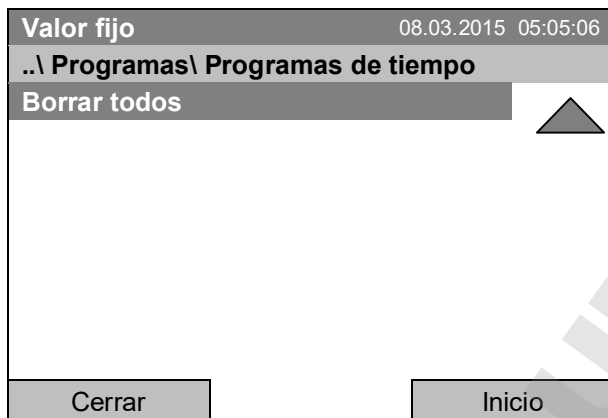 Valor fijo 08.03.2015 05:05:06
..\ Programas\ Programas de tiempo
Borrar todos
Cerrar Inicio